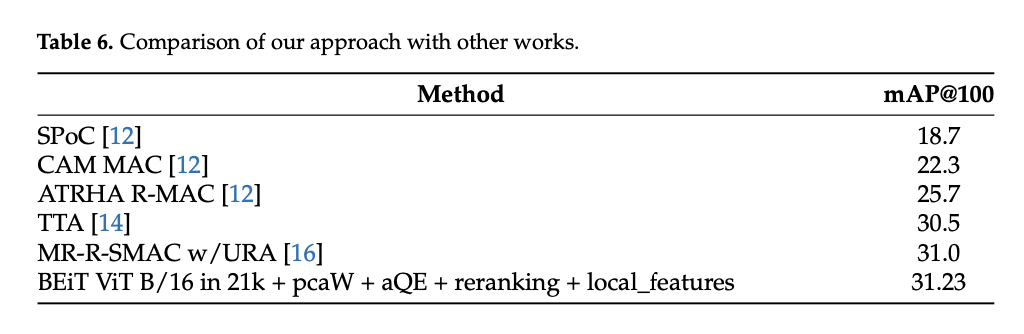 Table 6. Comparison of our approach with other works.
Method mAP@100
SPoC [12] 18.7
CAM MAC [12] 22.3
ATRHA R-MAC [12] 25.7
TTA [14] 30.5
MR-R-SMAC w/URA [16] 31.0
BEiT ViT B/16 in 21k + pcaW + aQE + reranking + local_features 31.23